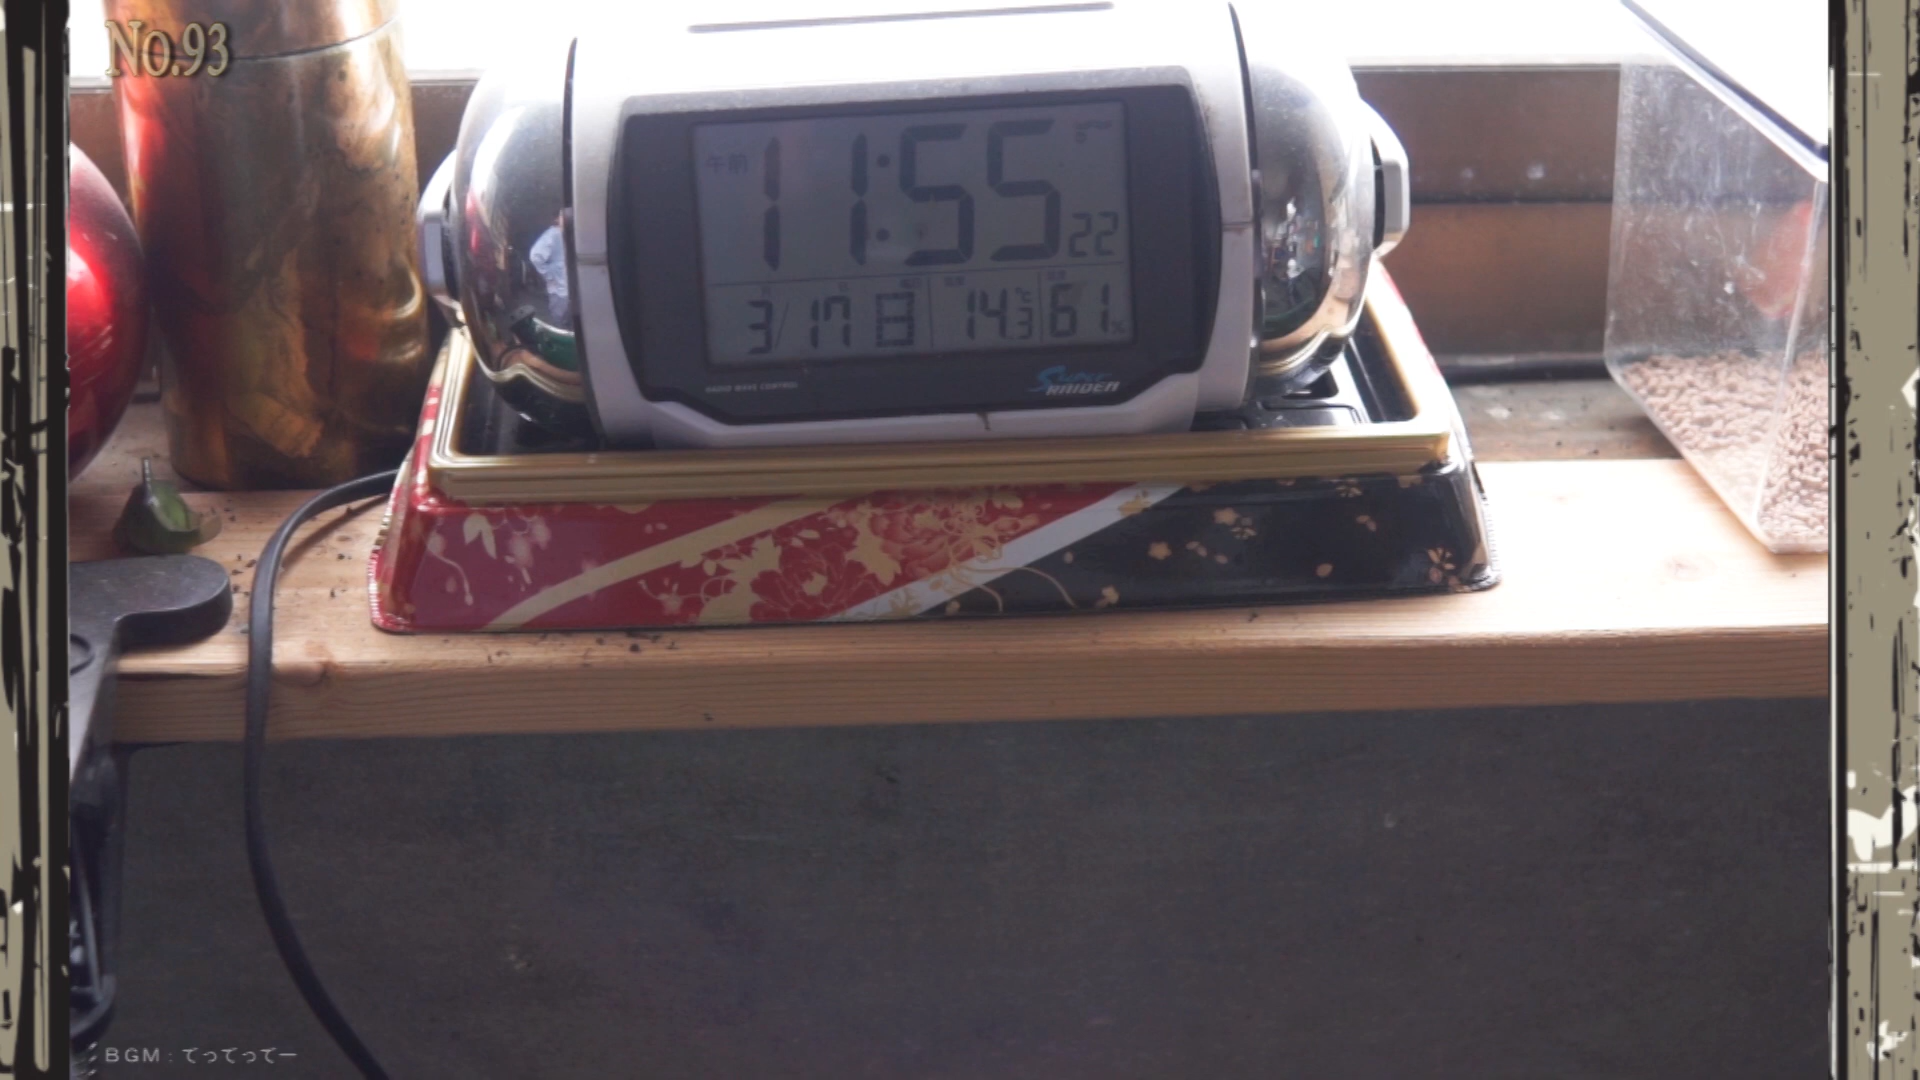 No.93
午前 11:55 22
3/17 日 14.3 ℃ 61 %
RADIO WAVE CONTROL
SUPER
RAIDEN
BGM : てってってー